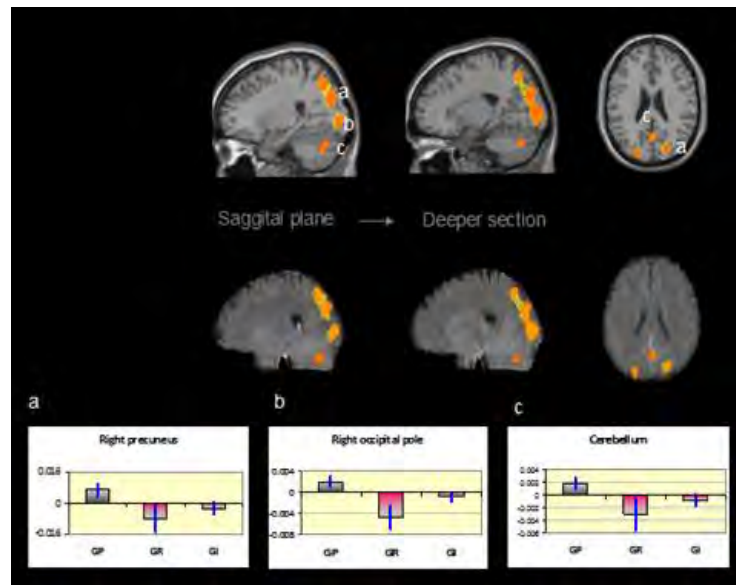 a
b
c
c
a
Saggital plane → Deeper section
a
b
c
Right precuneus
0.016
0
-0.016
GP GR GI
Right occipital pole
0.004
0
-0.004
-0.008
GP GR GI
Cerebellum
0.004
0.002
0
-0.002
-0.004
-0.006
GP GR GI